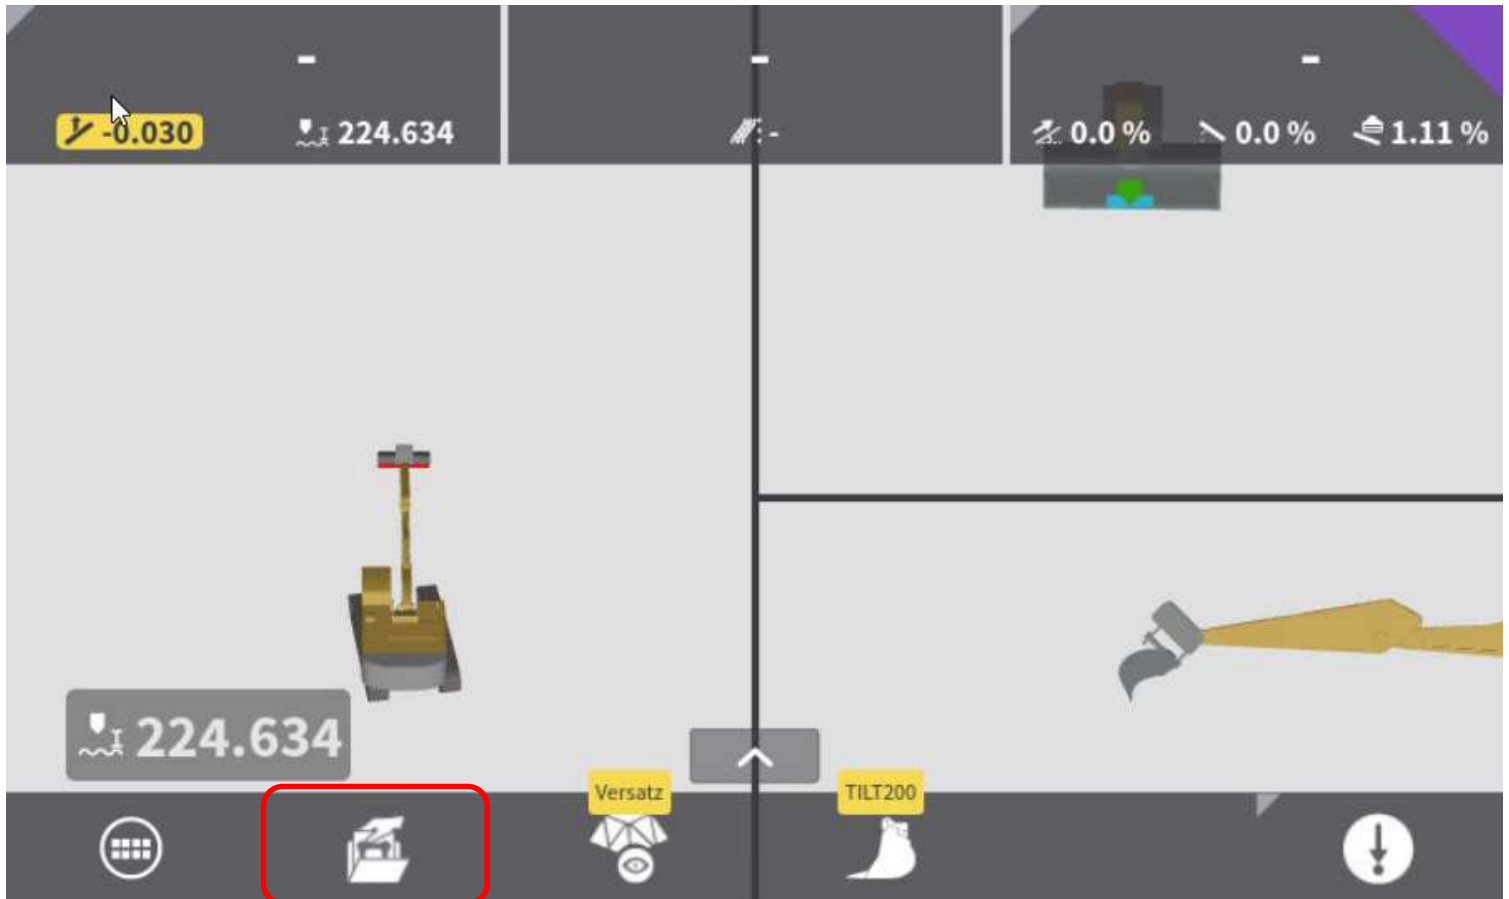 - - -
-0.030 224.634 - 0.0 % 0.0 % 1.11 %
224.634
Versatz TILT200